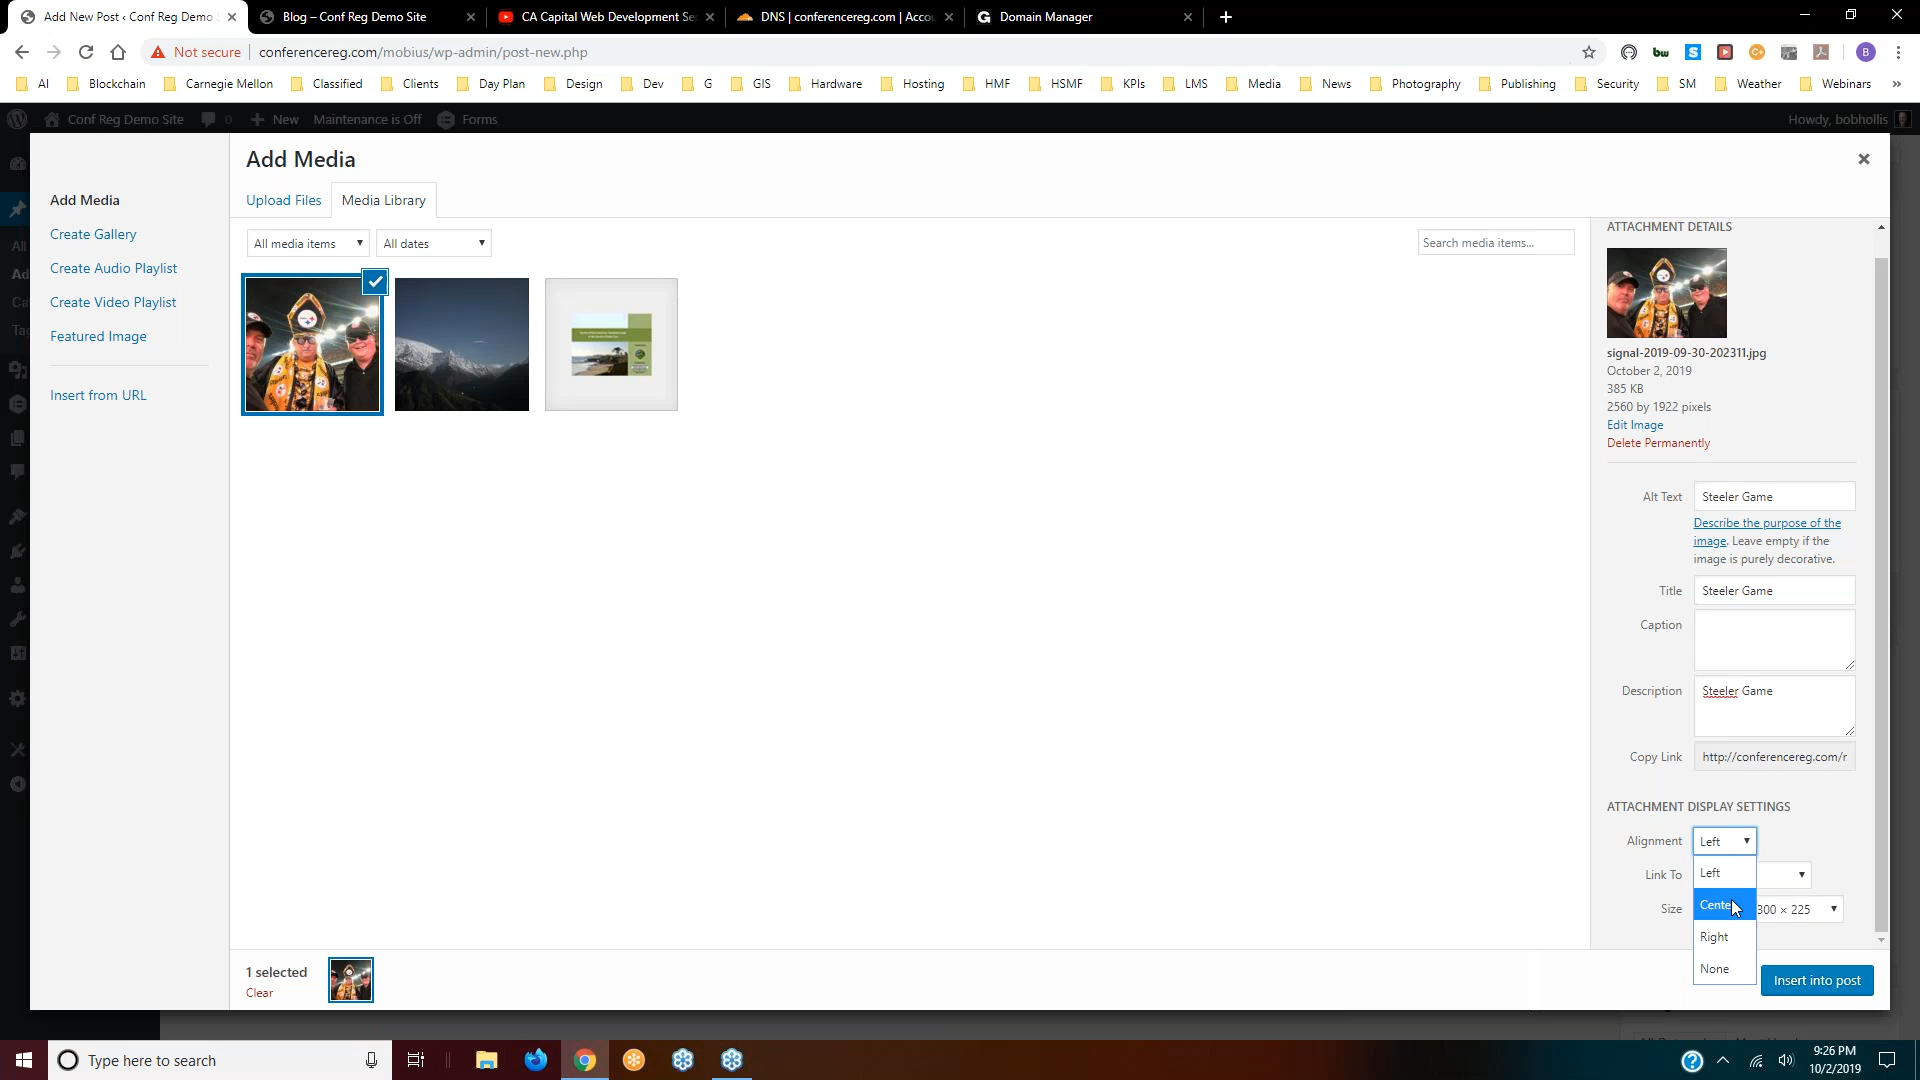 Add New Post ‹ Conf Reg Demo
Blog – Conf Reg Demo Site
CA Capital Web Development Se
DNS | conferencereg.com | Accou
Domain Manager
Not secure
conferencereg.com/mobius/wp-admin/post-new.php
AI
Blockchain
Carnegie Mellon
Classified
Clients
Day Plan
Design
Dev
G
GIS
Hardware
Hosting
HMF
HSMF
KPIs
LMS
Media
News
Photography
Publishing
Security
SM
Weather
Webinars
»
Conf Reg Demo Site
0
New
Maintenance is Off
Forms
Howdy, bobhollis
Add Media
Create Gallery
Create Audio Playlist
Create Video Playlist
Featured Image
Insert from URL
Add Media
Upload Files
Media Library
All media items
All dates
Search media items...
ATTACHMENT DETAILS
signal-2019-09-30-202311.jpg
October 2, 2019
385 KB
2560 by 1922 pixels
Edit Image
Delete Permanently
Alt Text
Steeler Game
Describe the purpose of the
image. Leave empty if the
image is purely decorative.
Title
Steeler Game
Caption
Description
Steeler Game
Copy Link
http://conferencereg.com/r
ATTACHMENT DISPLAY SETTINGS
Alignment
Left
Left
Center
Right
None
Link To
Size
300 × 225
1 selected
Clear
Insert into post
Type here to search
9:26 PM
10/2/2019